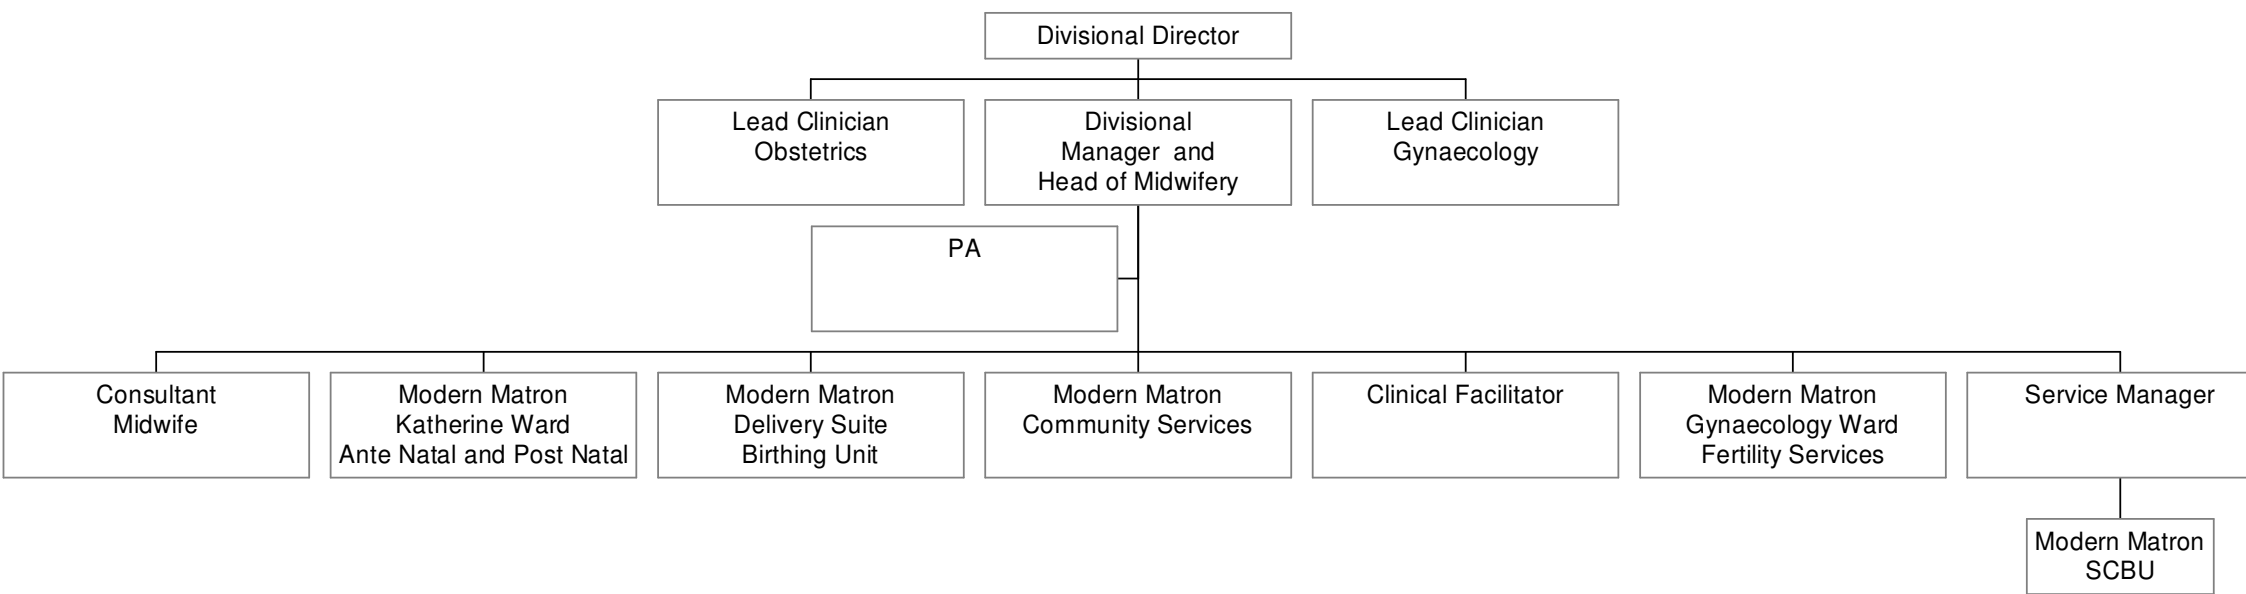 Divisional Director
Lead Clinician
Obstetrics
Divisional
Manager and
Head of Midwifery
Lead Clinician
Gynaecology
PA
Consultant
Midwife
Modern Matron
Katherine Ward
Ante Natal and Post Natal
Modern Matron
Delivery Suite
Birthing Unit
Modern Matron
Community Services
Clinical Facilitator
Modern Matron
Gynaecology Ward
Fertility Services
Service Manager
Modern Matron
SCBU